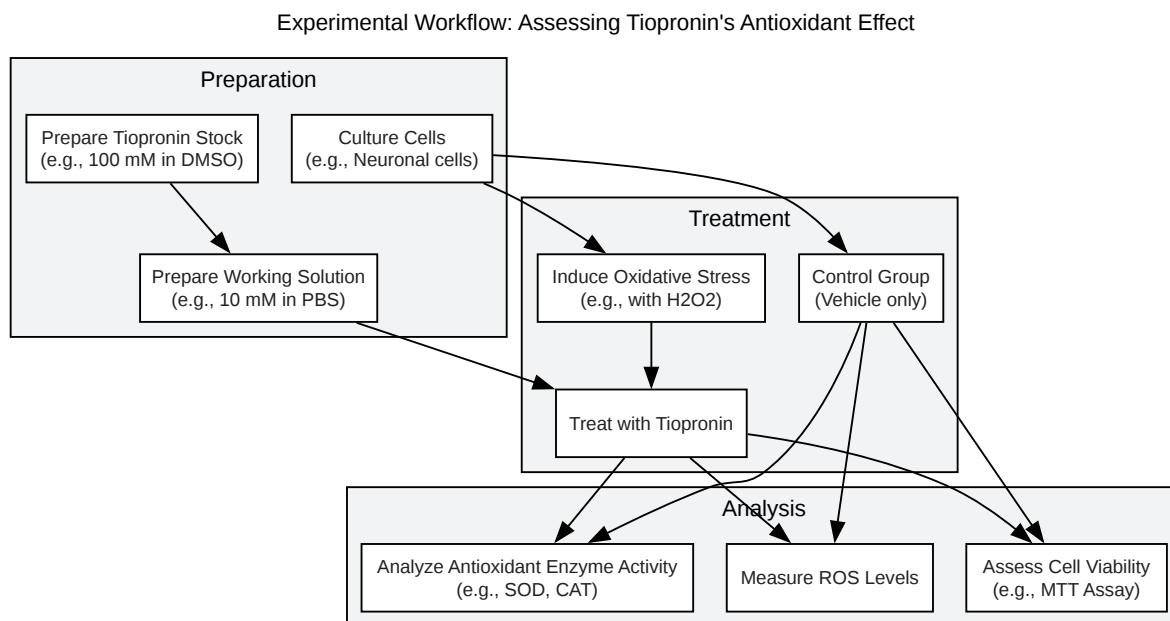 Experimental Workflow: Assessing Tiopronin's Antioxidant Effect
Preparation
Prepare Tiopronin Stock
(e.g., 100 mM in DMSO)
Culture Cells
(e.g., Neuronal cells)
Prepare Working Solution
(e.g., 10 mM in PBS)
Treatment
Induce Oxidative Stress
(e.g., with H2O2)
Control Group
(Vehicle only)
Treat with Tiopronin
Analysis
Analyze Antioxidant Enzyme Activity
(e.g., SOD, CAT)
Measure ROS Levels
Assess Cell Viability
(e.g., MTT Assay)